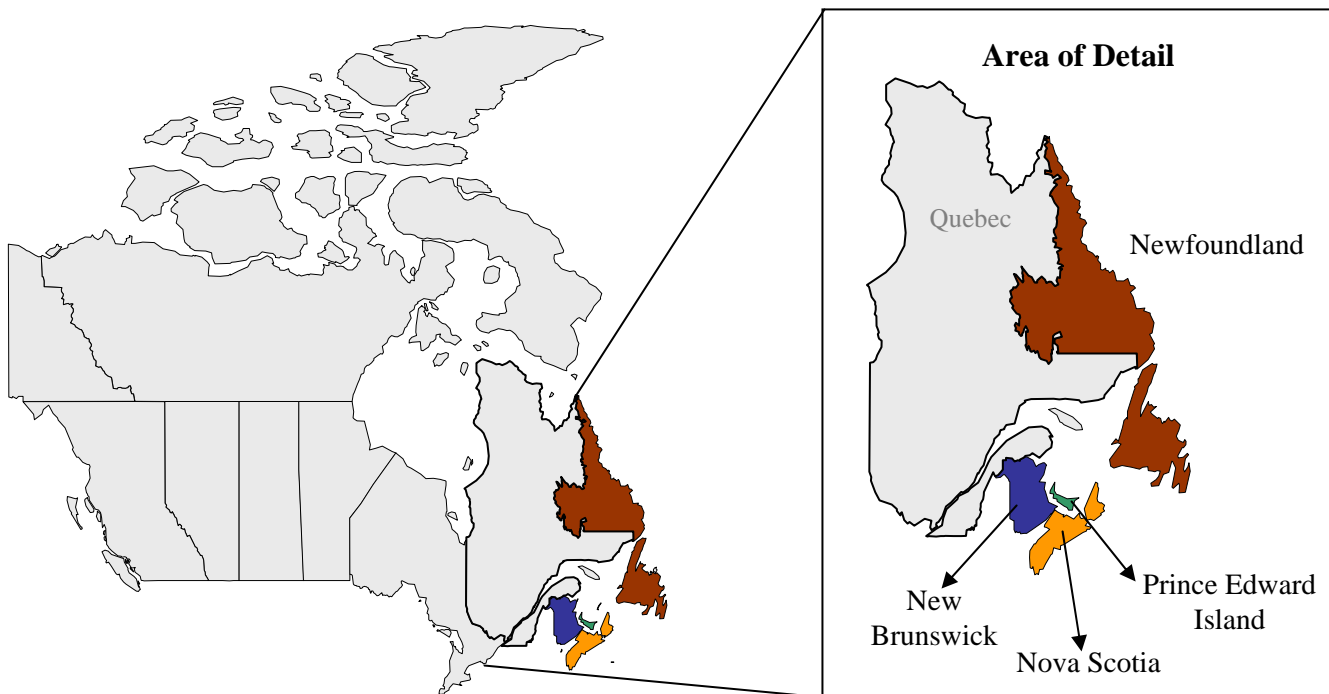 Area of Detail
Quebec
Newfoundland
New
Brunswick
Prince Edward
Island
Nova Scotia